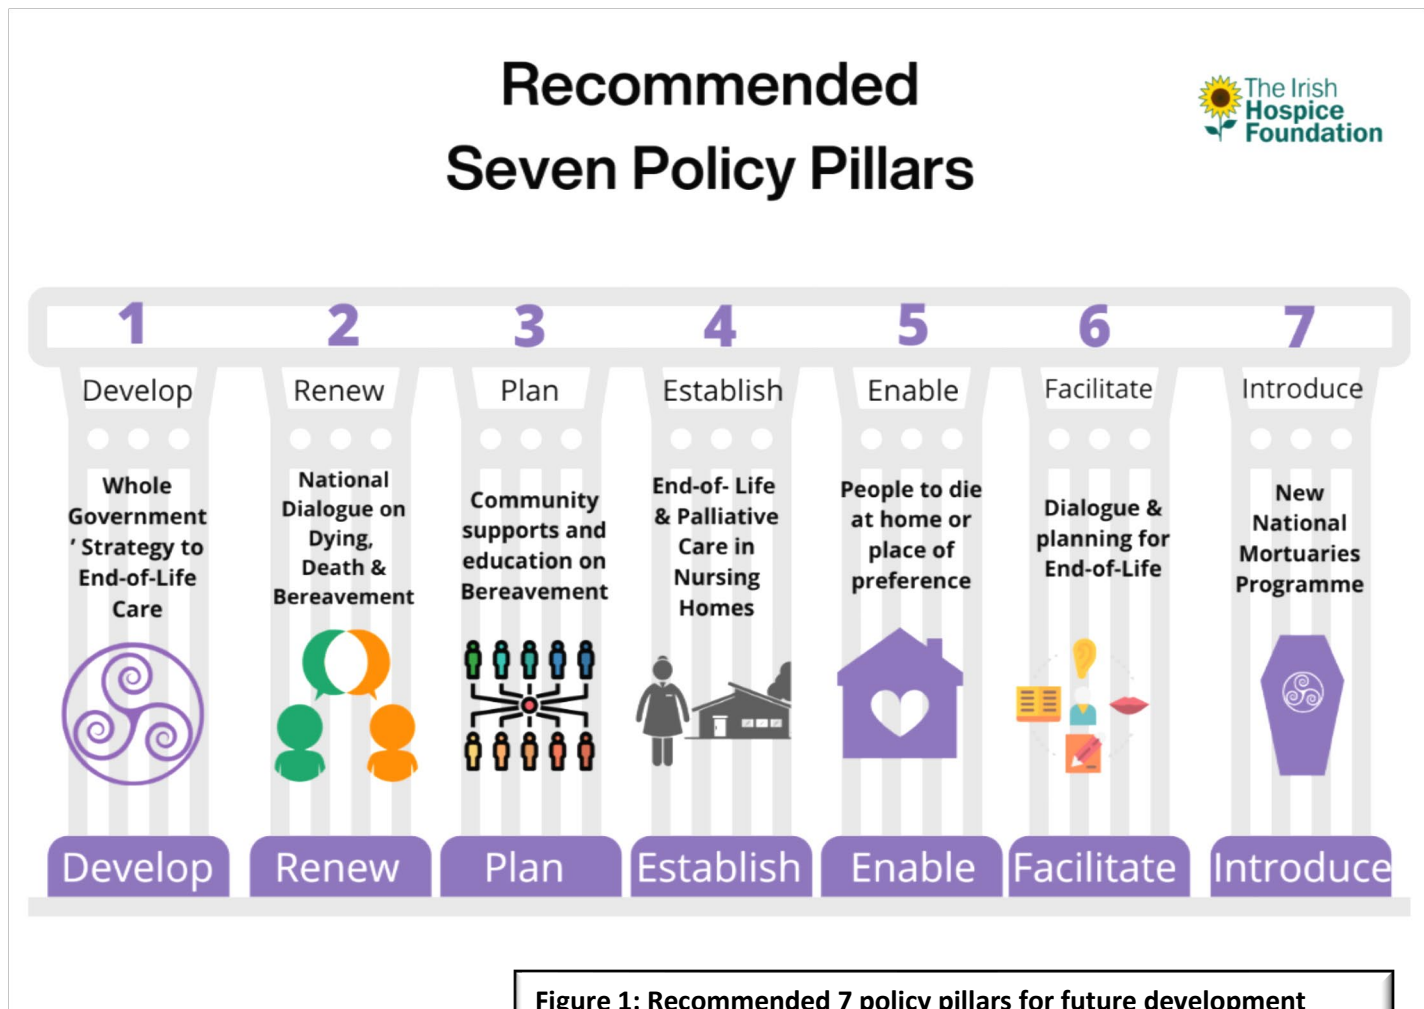 Recommended
Seven Policy Pillars
The Irish
Hospice
Foundation
1
2
3
4
5
6
7
Develop
Renew
Plan
Establish
Enable
Facilitate
Introduce
Whole
Government
’ Strategy to
End-of-Life
Care
National
Dialogue on
Dying,
Death &
Bereavement
Community
supports and
education on
Bereavement
End-of- Life
& Palliative
Care in
Nursing
Homes
People to die
at home or
place of
preference
Dialogue &
planning for
End-of-Life
New
National
Mortuaries
Programme
Develop
Renew
Plan
Establish
Enable
Facilitate
Introduce
Figure 1: Recommended 7 policy pillars for future development